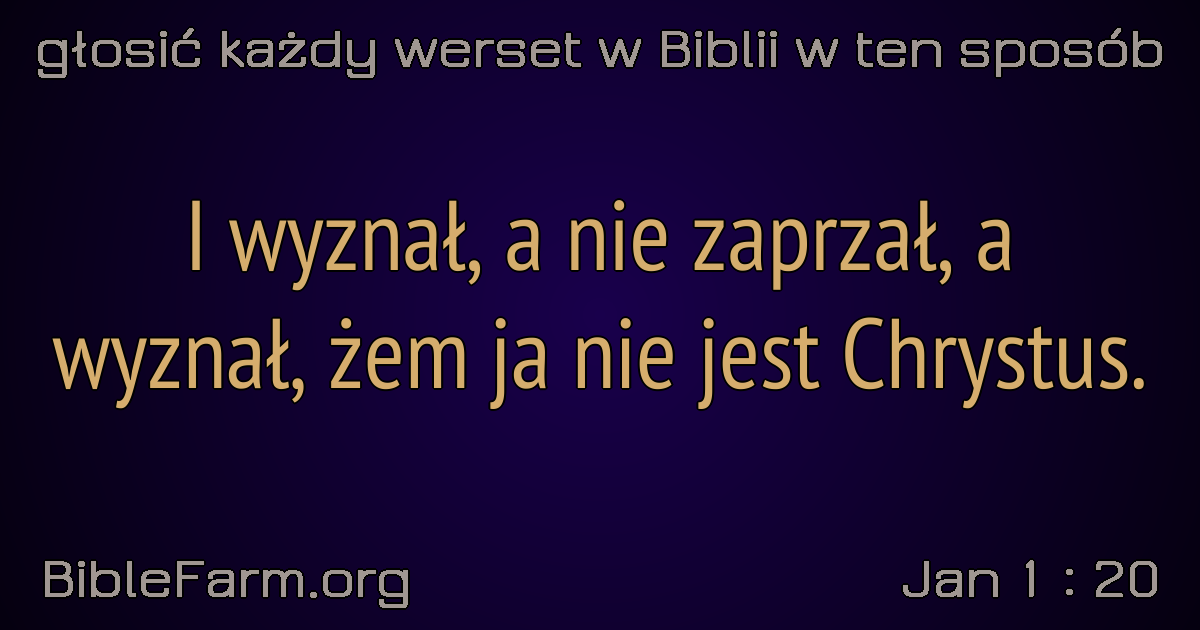 głosić każdy werset w Biblii w ten sposób
I wyznał, a nie zaprzał, a
wyznał, żem ja nie jest Chrystus.
BibleFarm.org
Jan 1 : 20